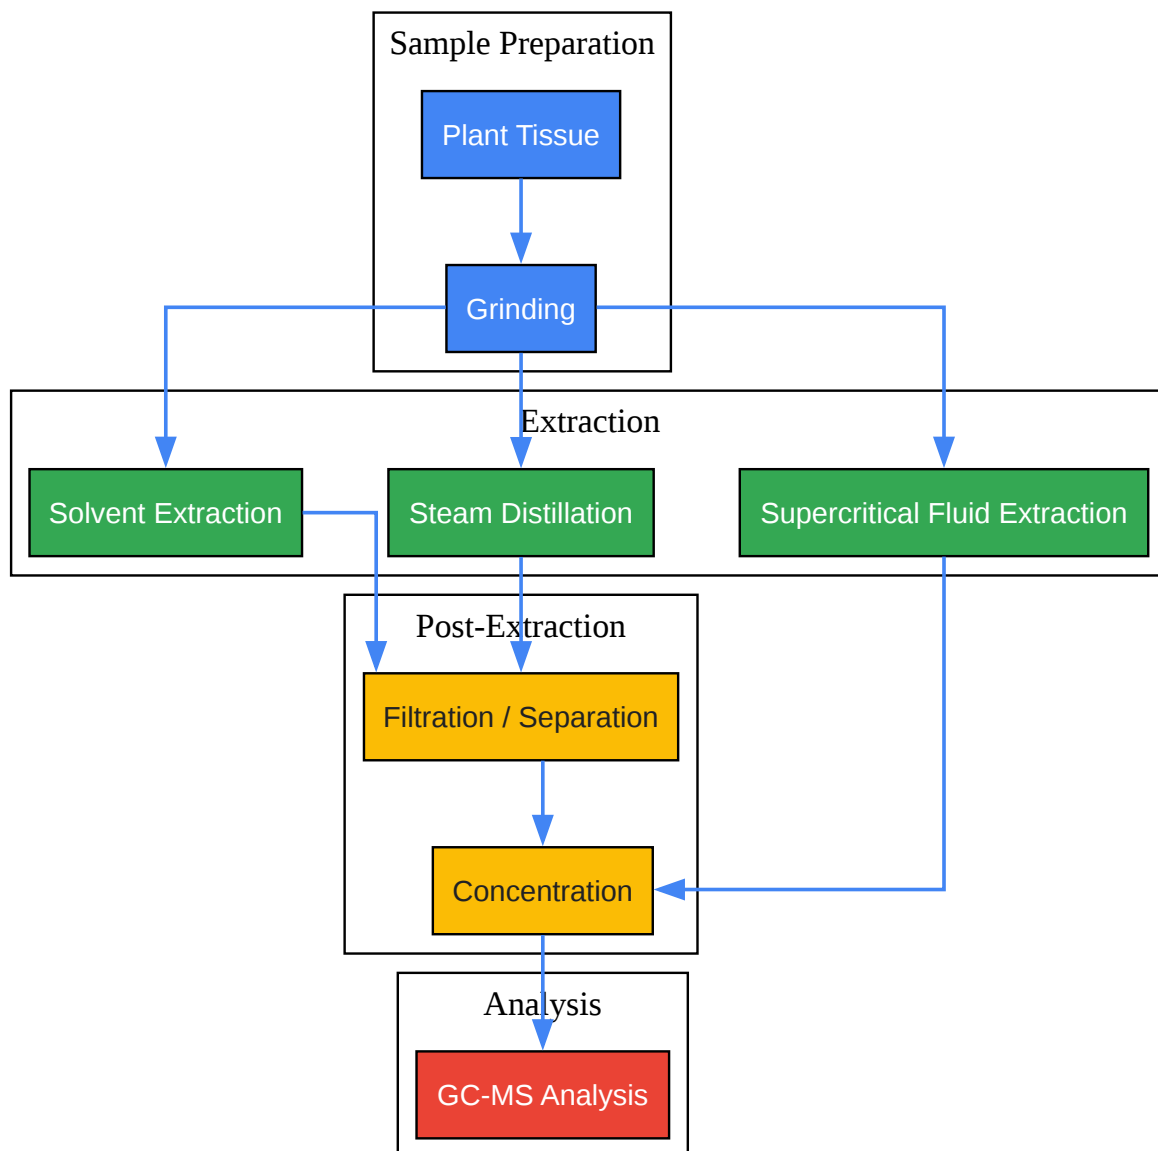 Sample Preparation
Plant Tissue
Grinding
Extraction
Solvent Extraction
Steam Distillation
Supercritical Fluid Extraction
Post-Extraction
Filtration / Separation
Concentration
Analysis
GC-MS Analysis